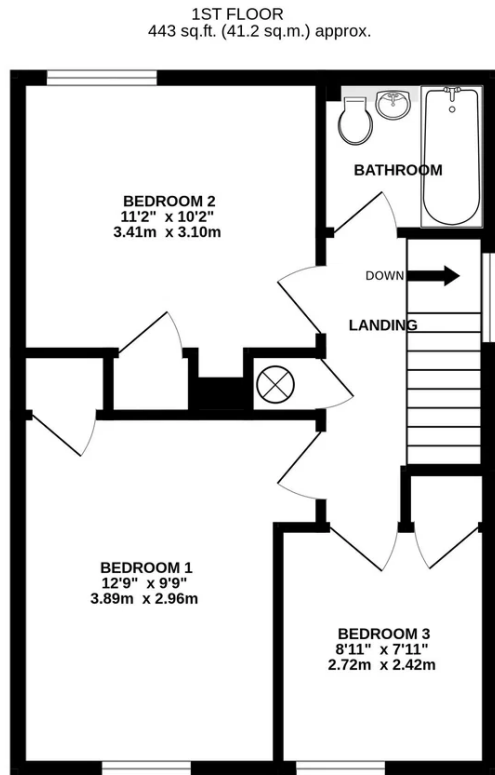 1ST FLOOR
443 sq.ft. (41.2 sq.m.) approx.
BATHROOM
BEDROOM 2
11'2" x 10'2"
3.41m x 3.10m
DOWN
LANDING
BEDROOM 1
12'9" x 9'9"
3.89m x 2.96m
BEDROOM 3
8'11" x 7'11"
2.72m x 2.42m